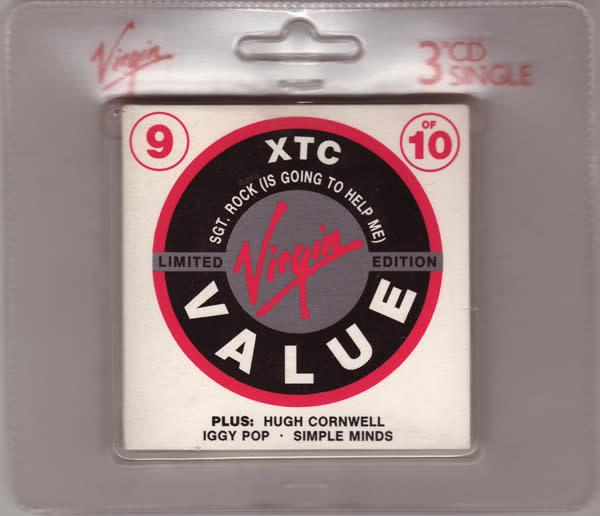 Virgin
3"CD
SINGLE
9
OF
10
XTC
SGT. ROCK (IS GOING TO HELP ME)
LIMITED
Virgin
EDITION
VALUE
PLUS: HUGH CORNWELL
IGGY POP · SIMPLE MINDS